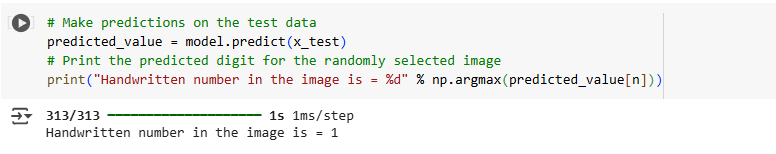 # Make predictions on the test data
predicted_value = model.predict(x_test)
# Print the predicted digit for the randomly selected image
print("Handwritten number in the image is = %d" % np.argmax(predicted_value[n]))
313/313 ━━━━━━━━━━━━━━━━━━━━ 1s 1ms/step
Handwritten number in the image is = 1